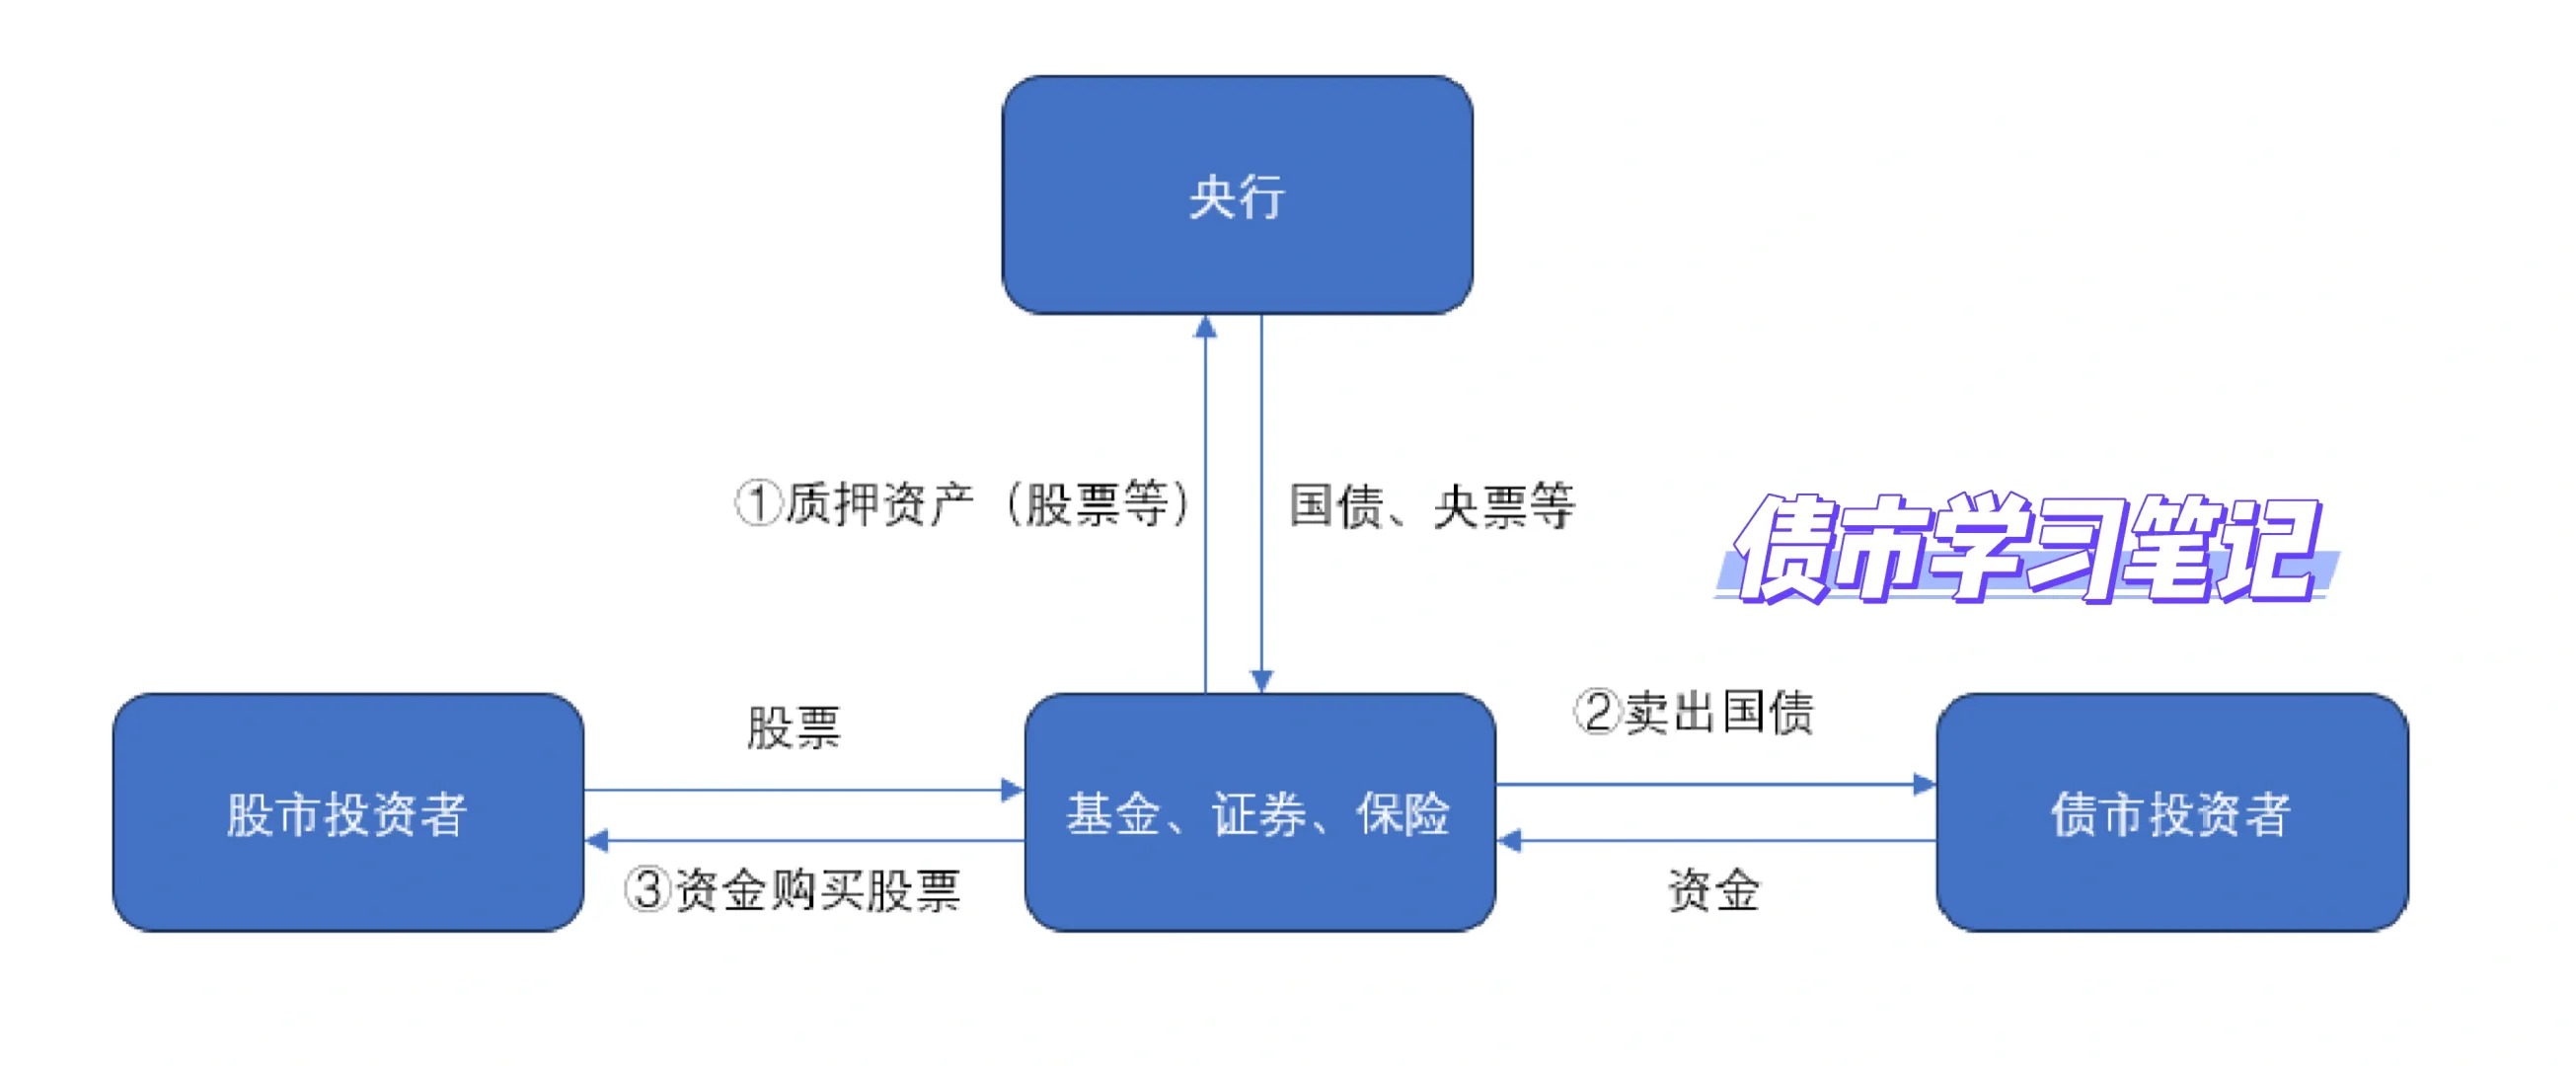 央行
①质押资产（股票等）
国债、央票等
债市学习笔记
股票
②卖出国债
股市投资者
基金、证券、保险
债市投资者
③资金购买股票
资金